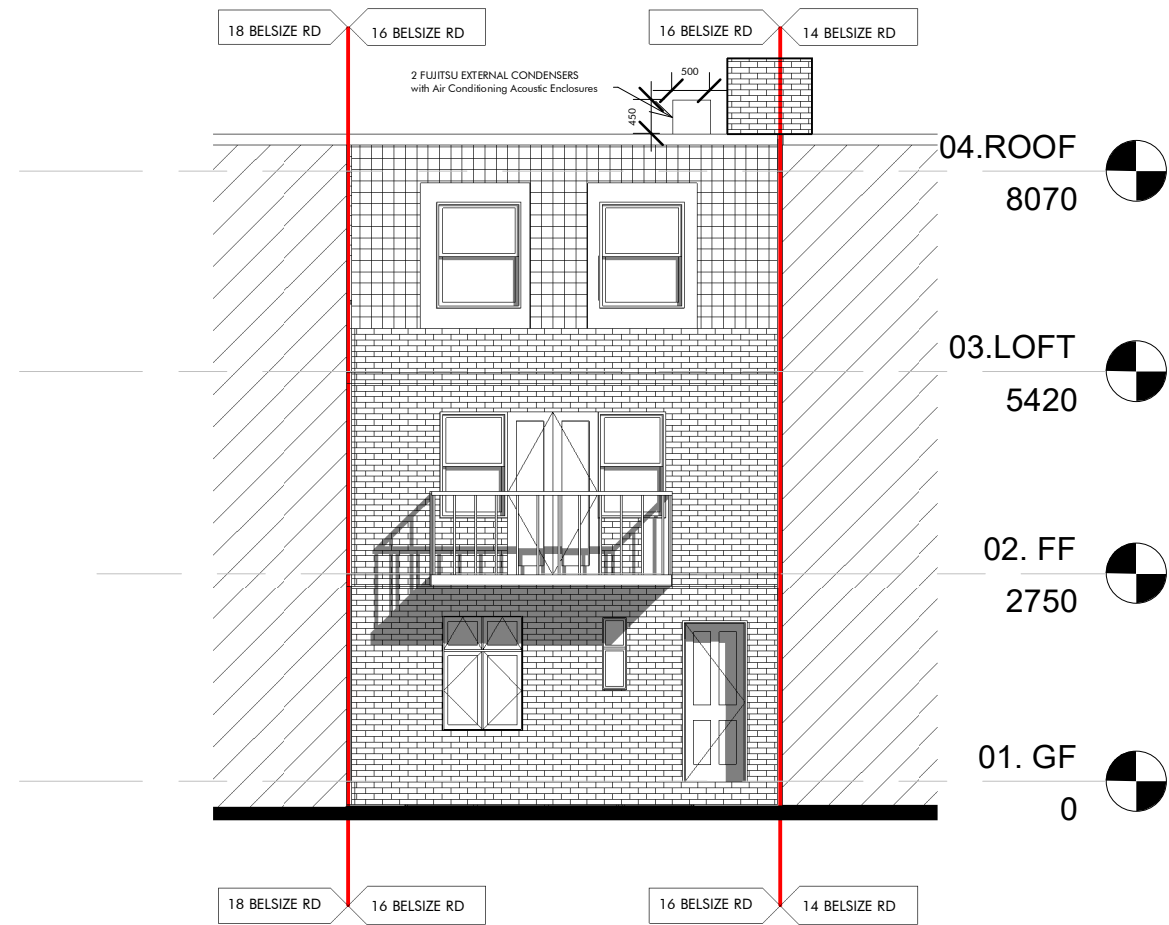 18 BELSIZE RD
16 BELSIZE RD
16 BELSIZE RD
14 BELSIZE RD
2 FUJITSU EXTERNAL CONDENSERS
with Air Conditioning Acoustic Enclosures
500
450
04.ROOF
8070
03.LOFT
5420
02. FF
2750
01. GF
0
18 BELSIZE RD
16 BELSIZE RD
16 BELSIZE RD
14 BELSIZE RD